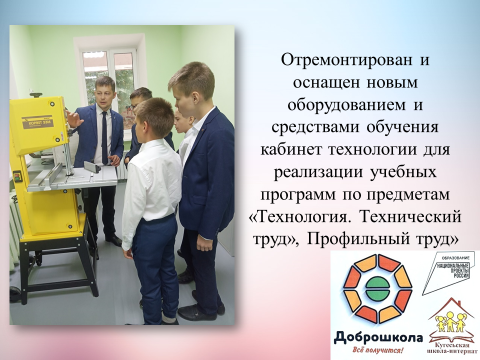 Отремонтирован и
оснащен новым
оборудованием и
средствами обучения
кабинет технологии для
реализации учебных
программ по предметам
«Технология. Технический
труд», Профильный труд»
ОБРАЗОВАНИЕ
НАЦИОНАЛЬНЫЕ
ПРОЕКТЫ
РОССИИ
Доброшкола
Всё получится!
Кугесьская
школа-интернат